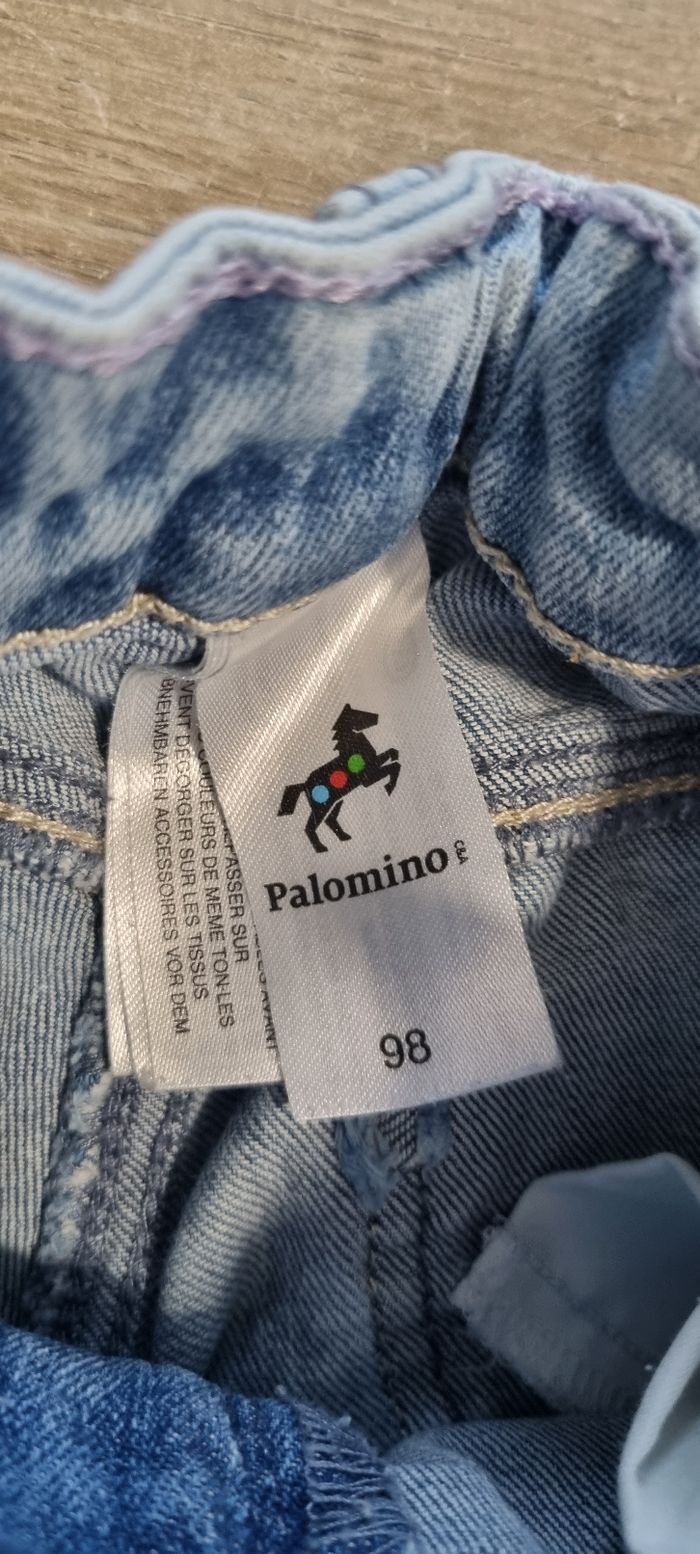 Palomino C&A
98
PASSER SUR
COULEURS DE MEME TON-LES
VENT DEGORGER SUR LES TISSUS
BNEHMBAREN ACCESSOIRES VOR DEM